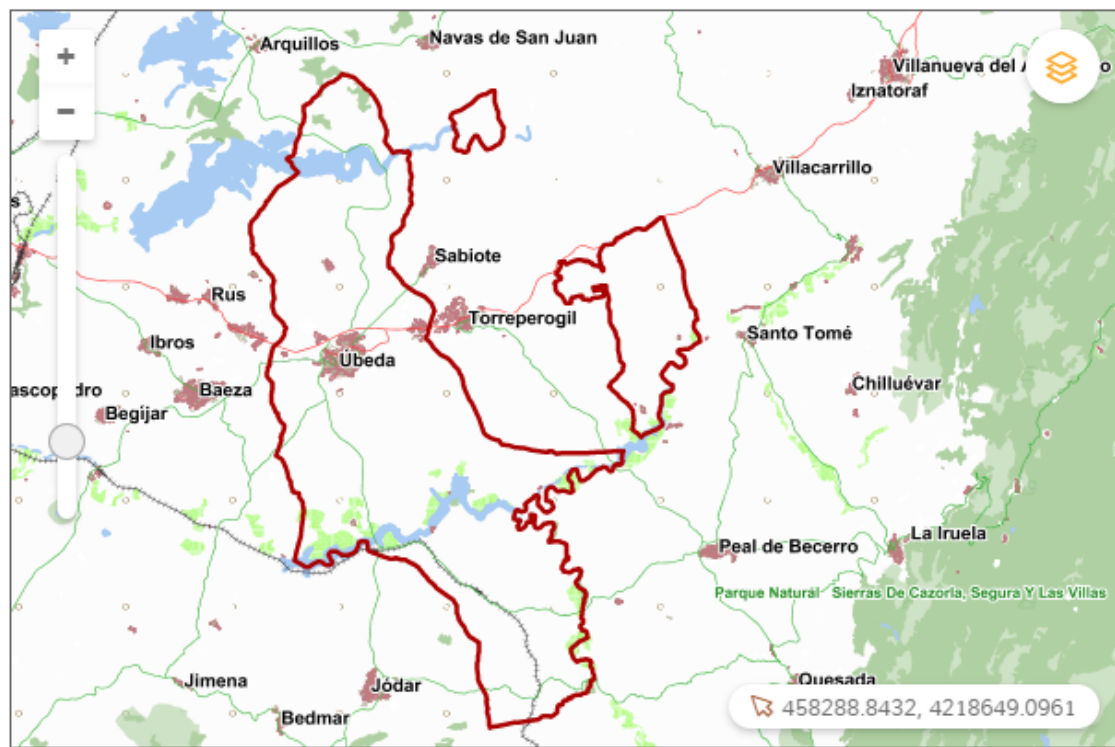 Arquillos
Navas de San Juan
Villanueva del A
o
Iznatoraf
Villacarrillo
s
Sabiote
Rus
Torreperogil
Santo Tomé
Ibros
Úbeda
ascopedro
Baeza
Chilluévar
Begijar
La Iruela
Peal de Becerro
Parque Natural Sierras De Cazorla, Segura Y Las Villas
Jimena
Jódar
Quesada
Bedmar
458288.8432, 4218649.0961